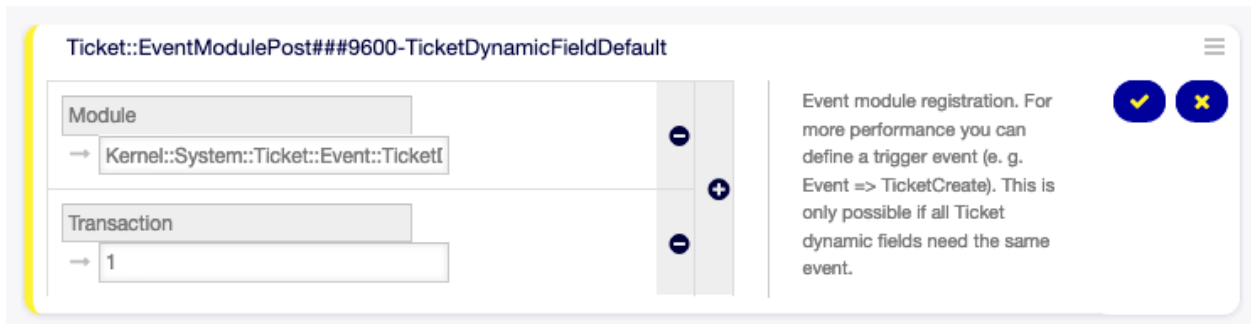 Ticket::EventModulePost###9600-TicketDynamicFieldDefault
Module
Kernel::System::Ticket::Event::Ticket
Transaction
1
Event module registration. For
more performance you can
define a trigger event (e. g.
Event => TicketCreate). This is
only possible if all Ticket
dynamic fields need the same
event.